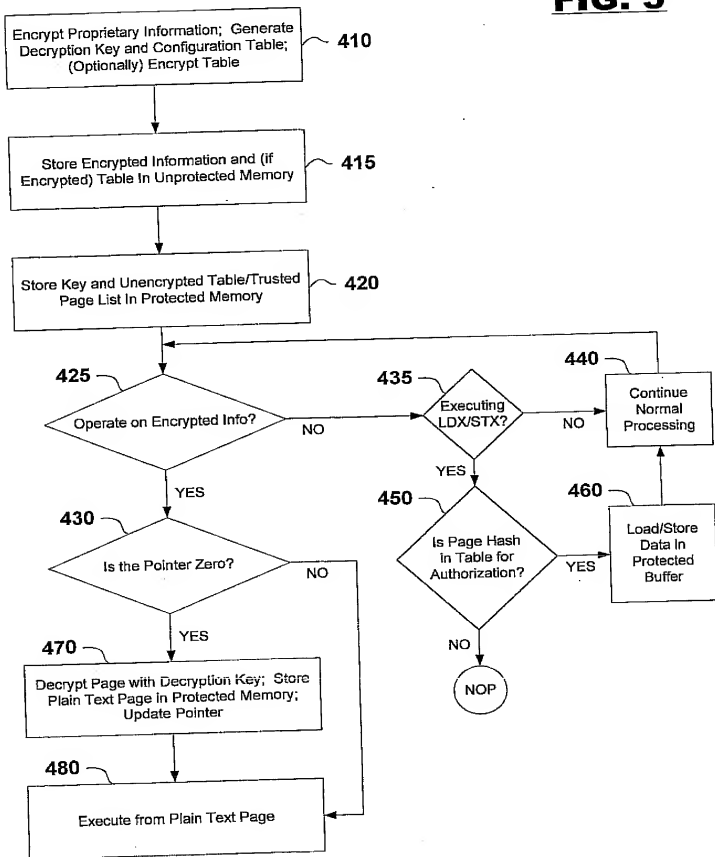 FIG. 5
Encrypt Proprietary Information; Generate
Decryption Key and Configuration Table;
(Optionally) Encrypt Table
410
Store Encrypted Information and (if
Encrypted) Table In Unprotected Memory
415
Store Key and Unencrypted Table/Trusted
Page List In Protected Memory
420
425
Operate on Encrypted Info?
NO
YES
435
Executing
LDX/STX?
NO
YES
440
Continue
Normal
Processing
430
Is the Pointer Zero?
NO
YES
450
Is Page Hash
in Table for
Authorization?
YES
NO
NOP
460
Load/Store
Data In
Protected
Buffer
470
Decrypt Page with Decryption Key; Store
Plain Text Page in Protected Memory;
Update Pointer
480
Execute from Plain Text Page